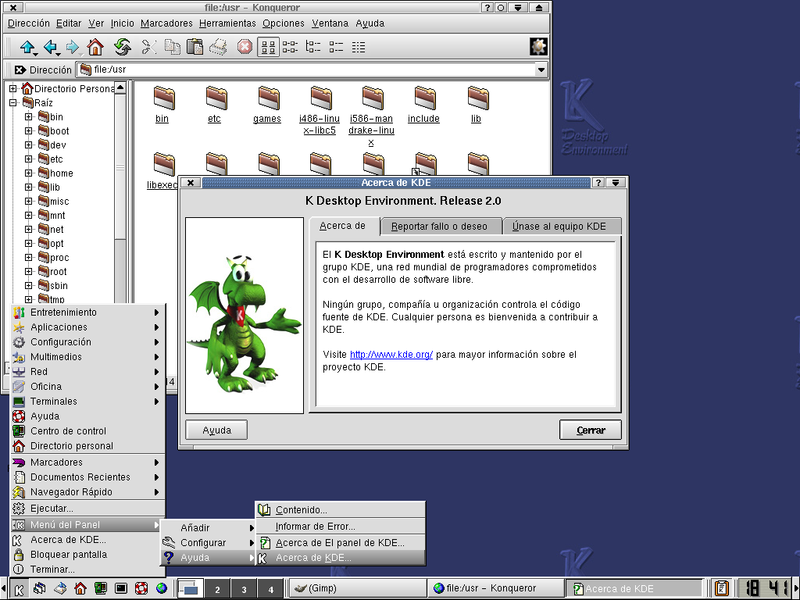 file:/usr - Konqueror
Dirección Editar Ver Inicio Marcadores Herramientas Opciones Ventana Ayuda
Dirección file:/usr
Directorio Persona
Raíz
bin
boot
dev
etc
home
lib
misc
mnt
net
opt
proc
root
sbin
tmp
bin etc games i486-linu include lib
x-libc5
i586-man
drake-linu
x
libexec
Acerca de KDE
K Desktop Environment. Release 2.0
Acerca de Reportar fallo o deseo Únase al equipo KDE
El K Desktop Environment está escrito y mantenido por el
grupo KDE, una red mundial de programadores comprometidos
con el desarrollo de software libre.
Ningún grupo, compañía u organización controla el código
fuente de KDE. Cualquier persona es bienvenida a contribuir a
KDE.
Visite http://www.kde.org/ para mayor información sobre el
proyecto KDE.
Ayuda Cerrar
K
Desktop
Environment
Entretenimiento
Aplicaciones
Configuración
Multimedios
Red
Oficina
Terminales
Ayuda
Centro de control
Directorio personal
Marcadores
Documentos Recientes
Navegador Rápido
Ejecutar...
Menú del Panel
Acerca de KDE...
Bloquear pantalla
Terminar...
Añadir
Configurar
Ayuda
Contenido...
Informar de Error...
Acerca de El panel de KDE...
Acerca de KDE...
14
2 3 4 (Gimp) file:/usr - Konqueror Acerca de KDE 18 41